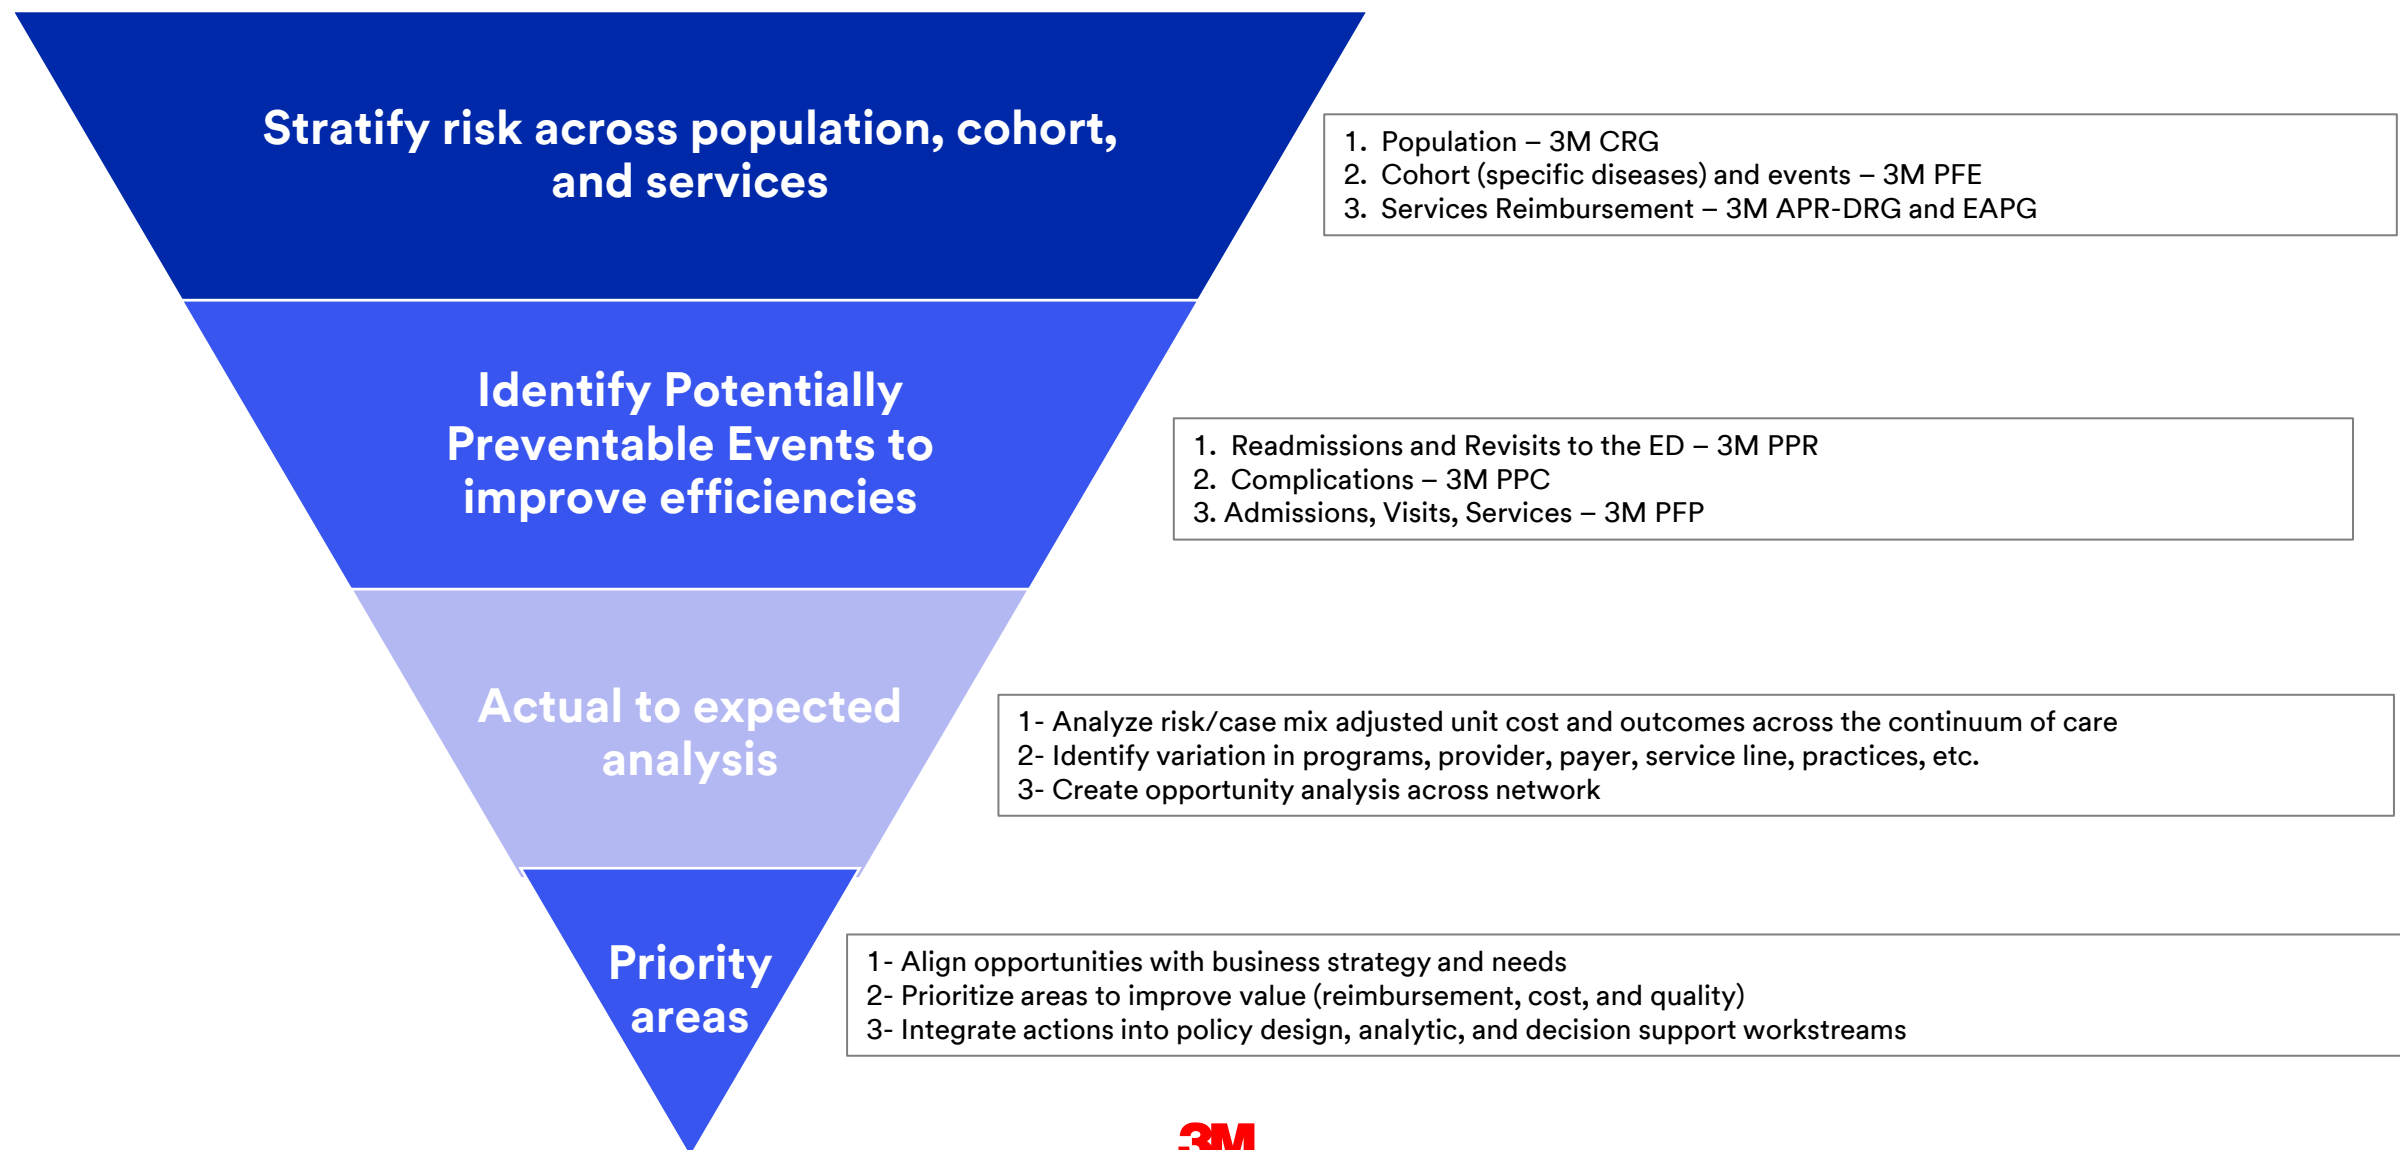 Stratify risk across population, cohort,
and services
1. Population – 3M CRG
2. Cohort (specific diseases) and events – 3M PFE
3. Services Reimbursement – 3M APR-DRG and EAPG
Identify Potentially
Preventable Events to
improve efficiencies
1. Readmissions and Revisits to the ED – 3M PPR
2. Complications – 3M PPC
3. Admissions, Visits, Services – 3M PFP
Actual to expected
analysis
1- Analyze risk/case mix adjusted unit cost and outcomes across the continuum of care
2- Identify variation in programs, provider, payer, service line, practices, etc.
3- Create opportunity analysis across network
Priority
areas
1- Align opportunities with business strategy and needs
2- Prioritize areas to improve value (reimbursement, cost, and quality)
3- Integrate actions into policy design, analytic, and decision support workstreams
3M